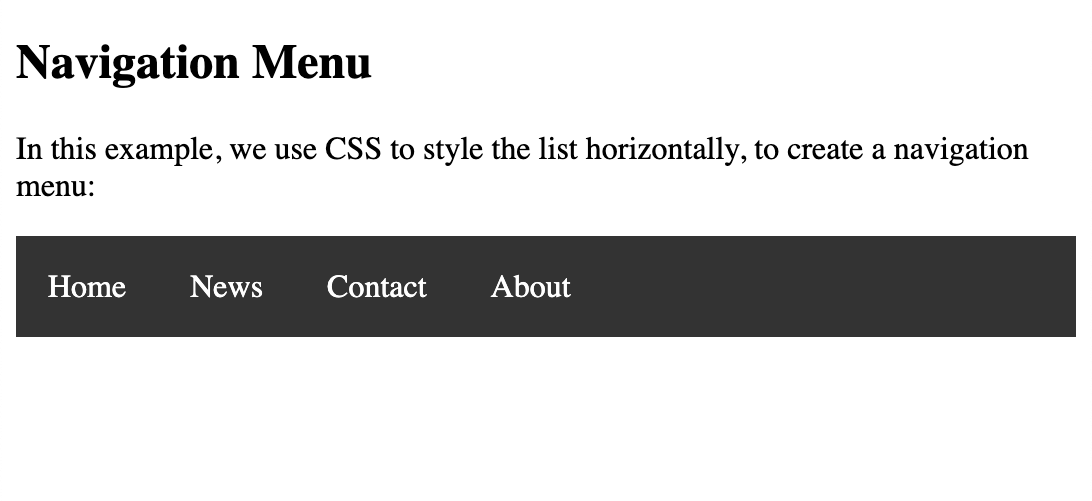 Navigation Menu
In this example, we use CSS to style the list horizontally, to create a navigation
menu:
Home News Contact About